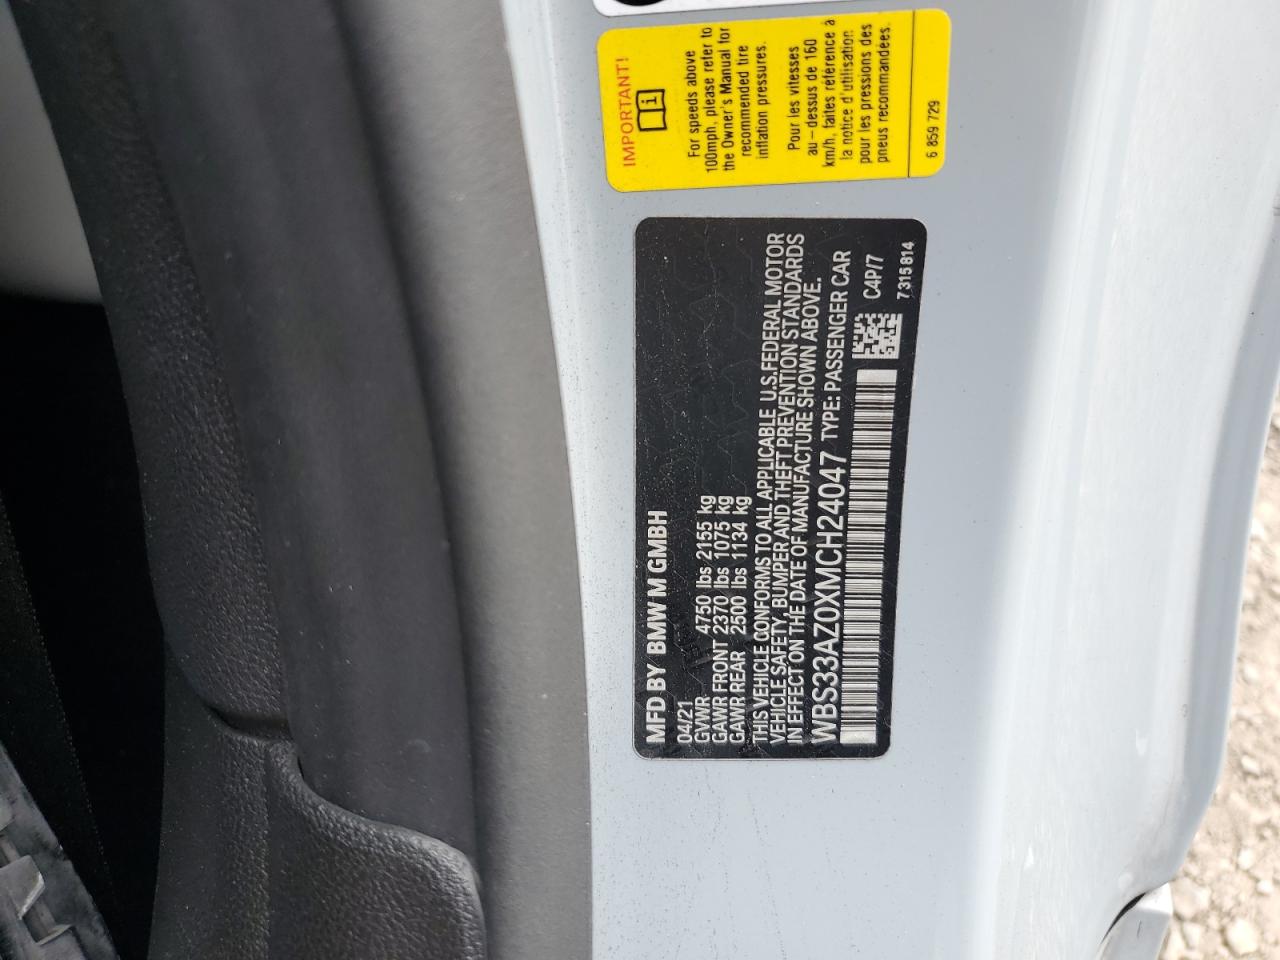 IMPORTANT!
For speeds above
100mph, please refer to
the Owner's Manual for
recommended tire
inflation pressures.
Pour les vitesses
au-dessus de 160
km/h, faites référence à
la notice d'utilisation
pour les pressions des
pneus recommandées.
6 859 729
MFD BY BMW M GMBH
04/21
GVWR 4750 lbs 2155 kg
GAWR FRONT 2370 lbs 1075 kg
GAWR REAR 2500 lbs 1134 kg
THIS VEHICLE CONFORMS TO ALL APPLICABLE U.S.FEDERAL MOTOR
VEHICLE SAFETY, BUMPER AND THEFT PREVENTION STANDARDS
IN EFFECT ON THE DATE OF MANUFACTURE SHOWN ABOVE.
WBS33AZ0XMCH24047 TYPE: PASSENGER CAR
C4P/7
7315814